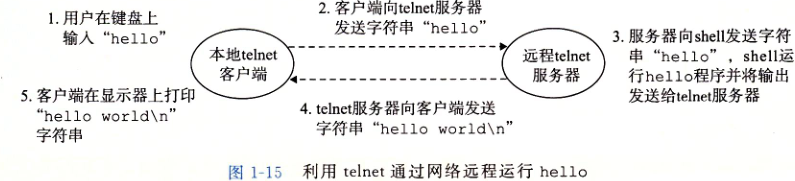 1. 用户在键盘上
输入“hello”
2. 客户端向telnet服务器
发送字符串“hello”
本地telnet
客户端
远程telnet
服务器
3. 服务器向shell发送字符
串“hello”，shell运
行hello程序并将输出
发送给telnet服务器
4. telnet服务器向客户端发送
字符串“hello world\n”
5. 客户端在显示器上打印
“hello world\n”
字符串
图 1-15 利用 telnet 通过网络远程运行 hello